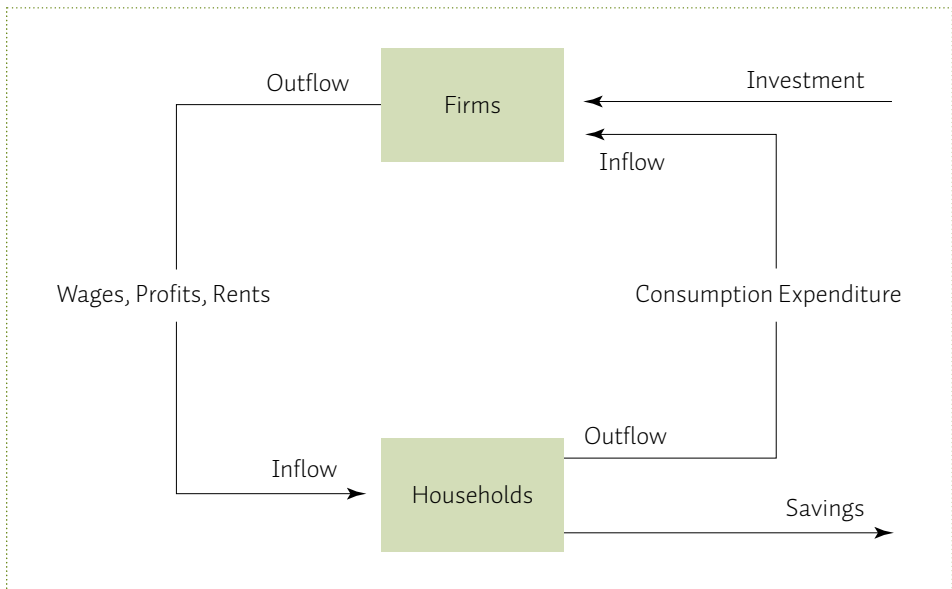 Outflow
Firms
Investment
Inflow
Wages, Profits, Rents
Consumption Expenditure
Outflow
Inflow
Households
Savings